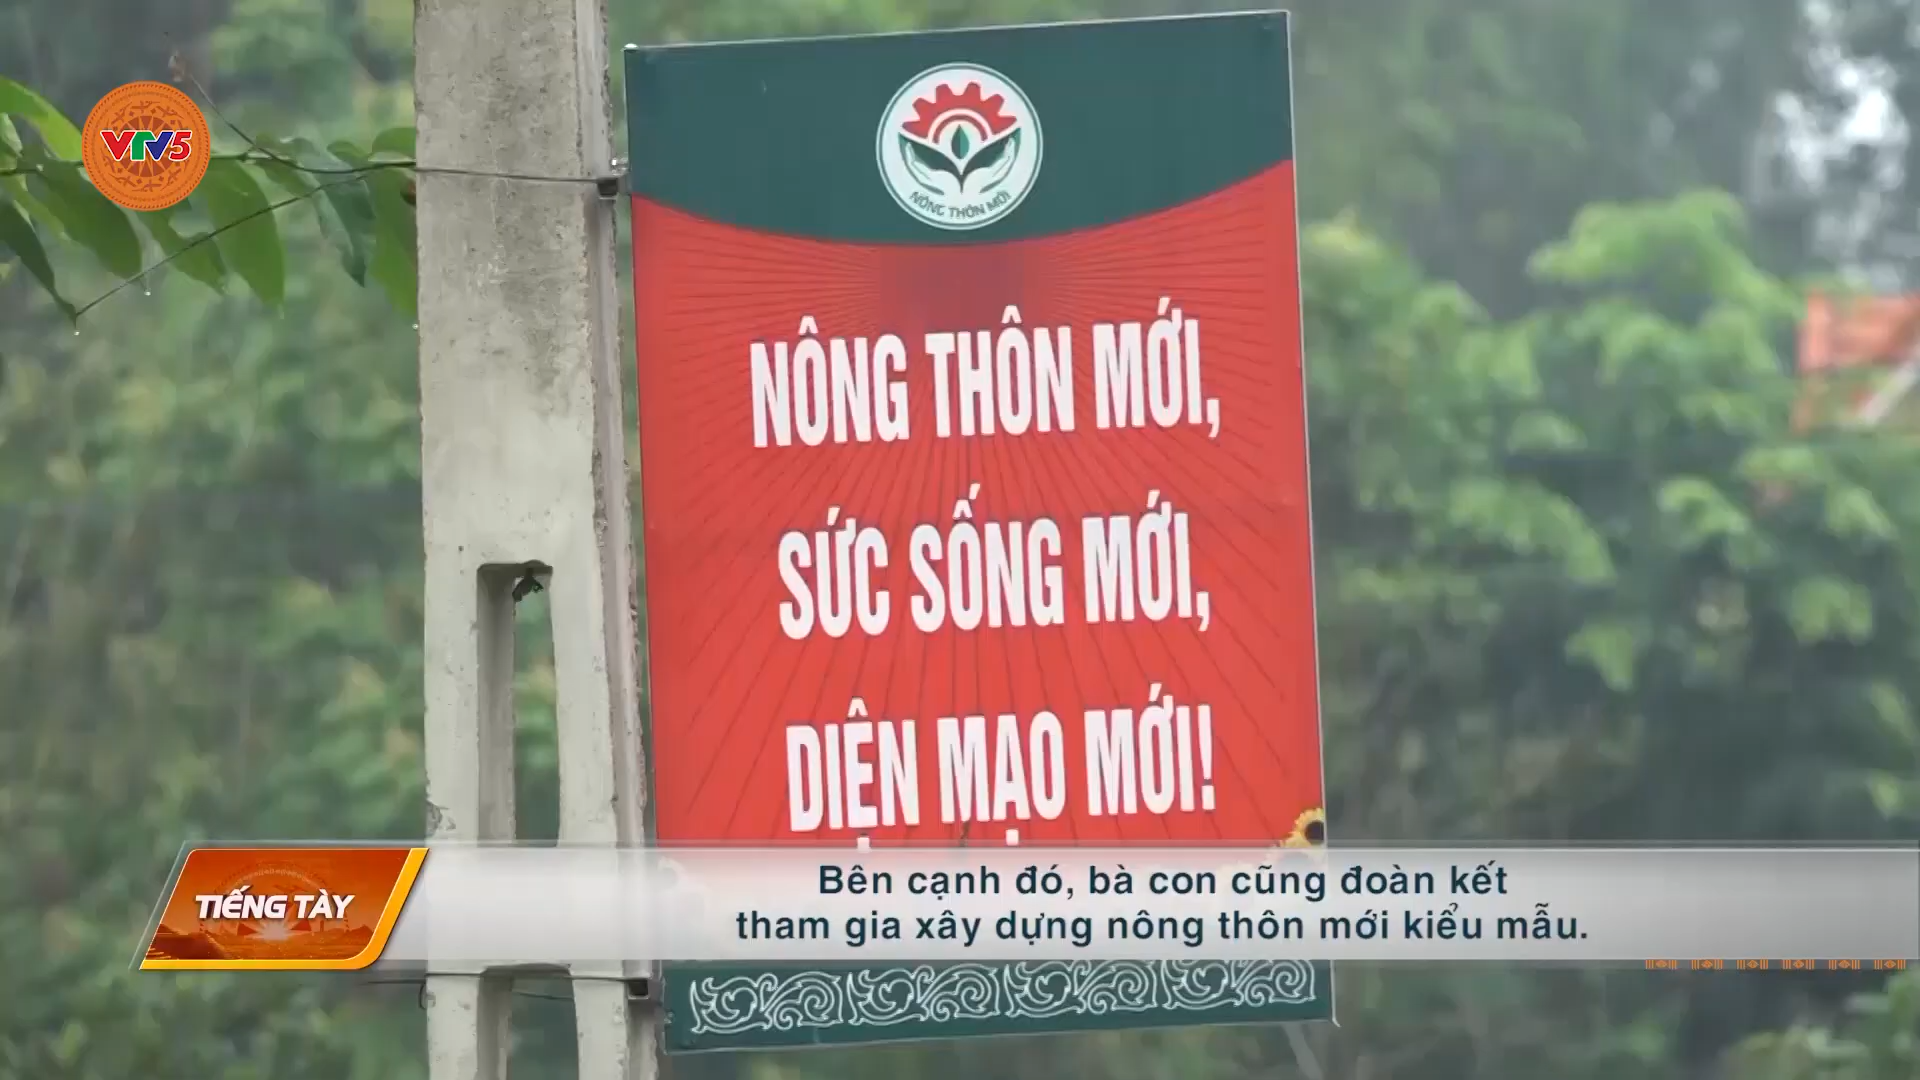 VTV5
NÔNG THÔN MỚI
NÔNG THÔN MỚI,
SỨC SỐNG MỚI,
DIỆN MẠO MỚI!
TIẾNG TÀY
Bên cạnh đó, bà con cũng đoàn kết
tham gia xây dựng nông thôn mới kiểu mẫu.